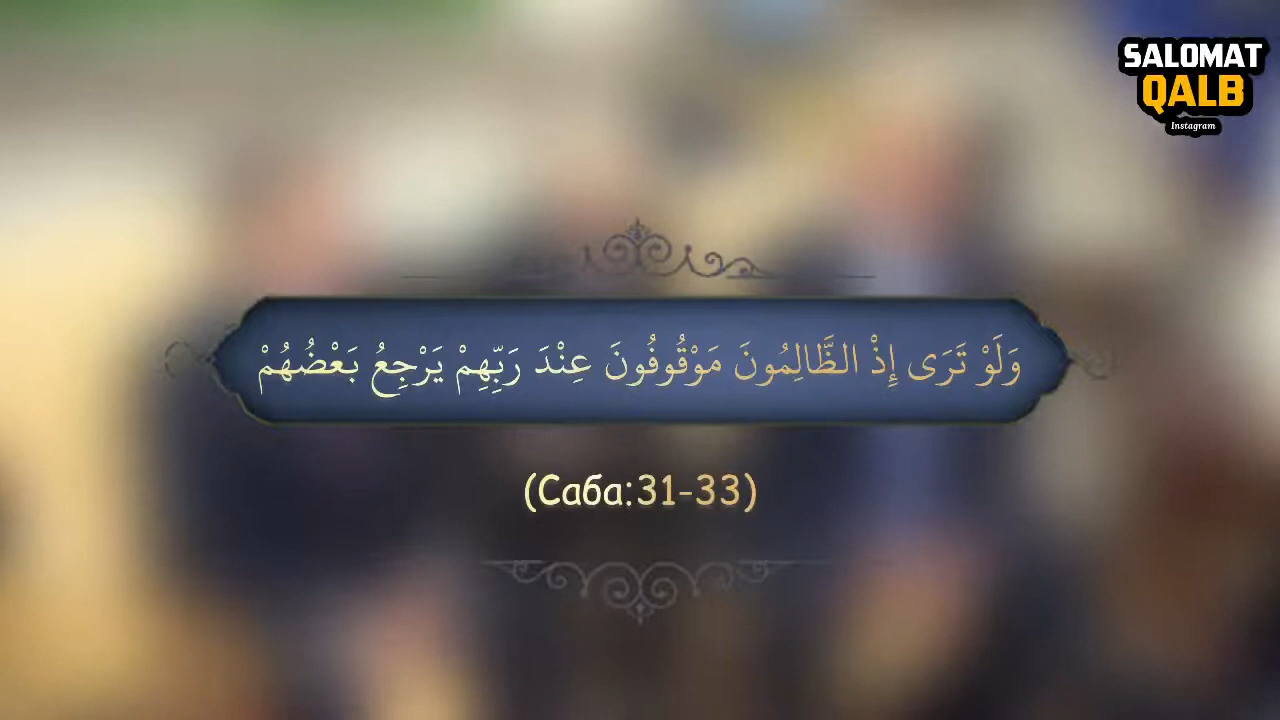 SALOMAT
QALB
Instagram
وَلَوْ تَرَى إِذْ الظَّالِمُونَ مَوْقُوفُونَ عِنْدَ رَبِّهِمْ يَرْجِعُ بَعْضُهُمْ
(Саба:31-33)